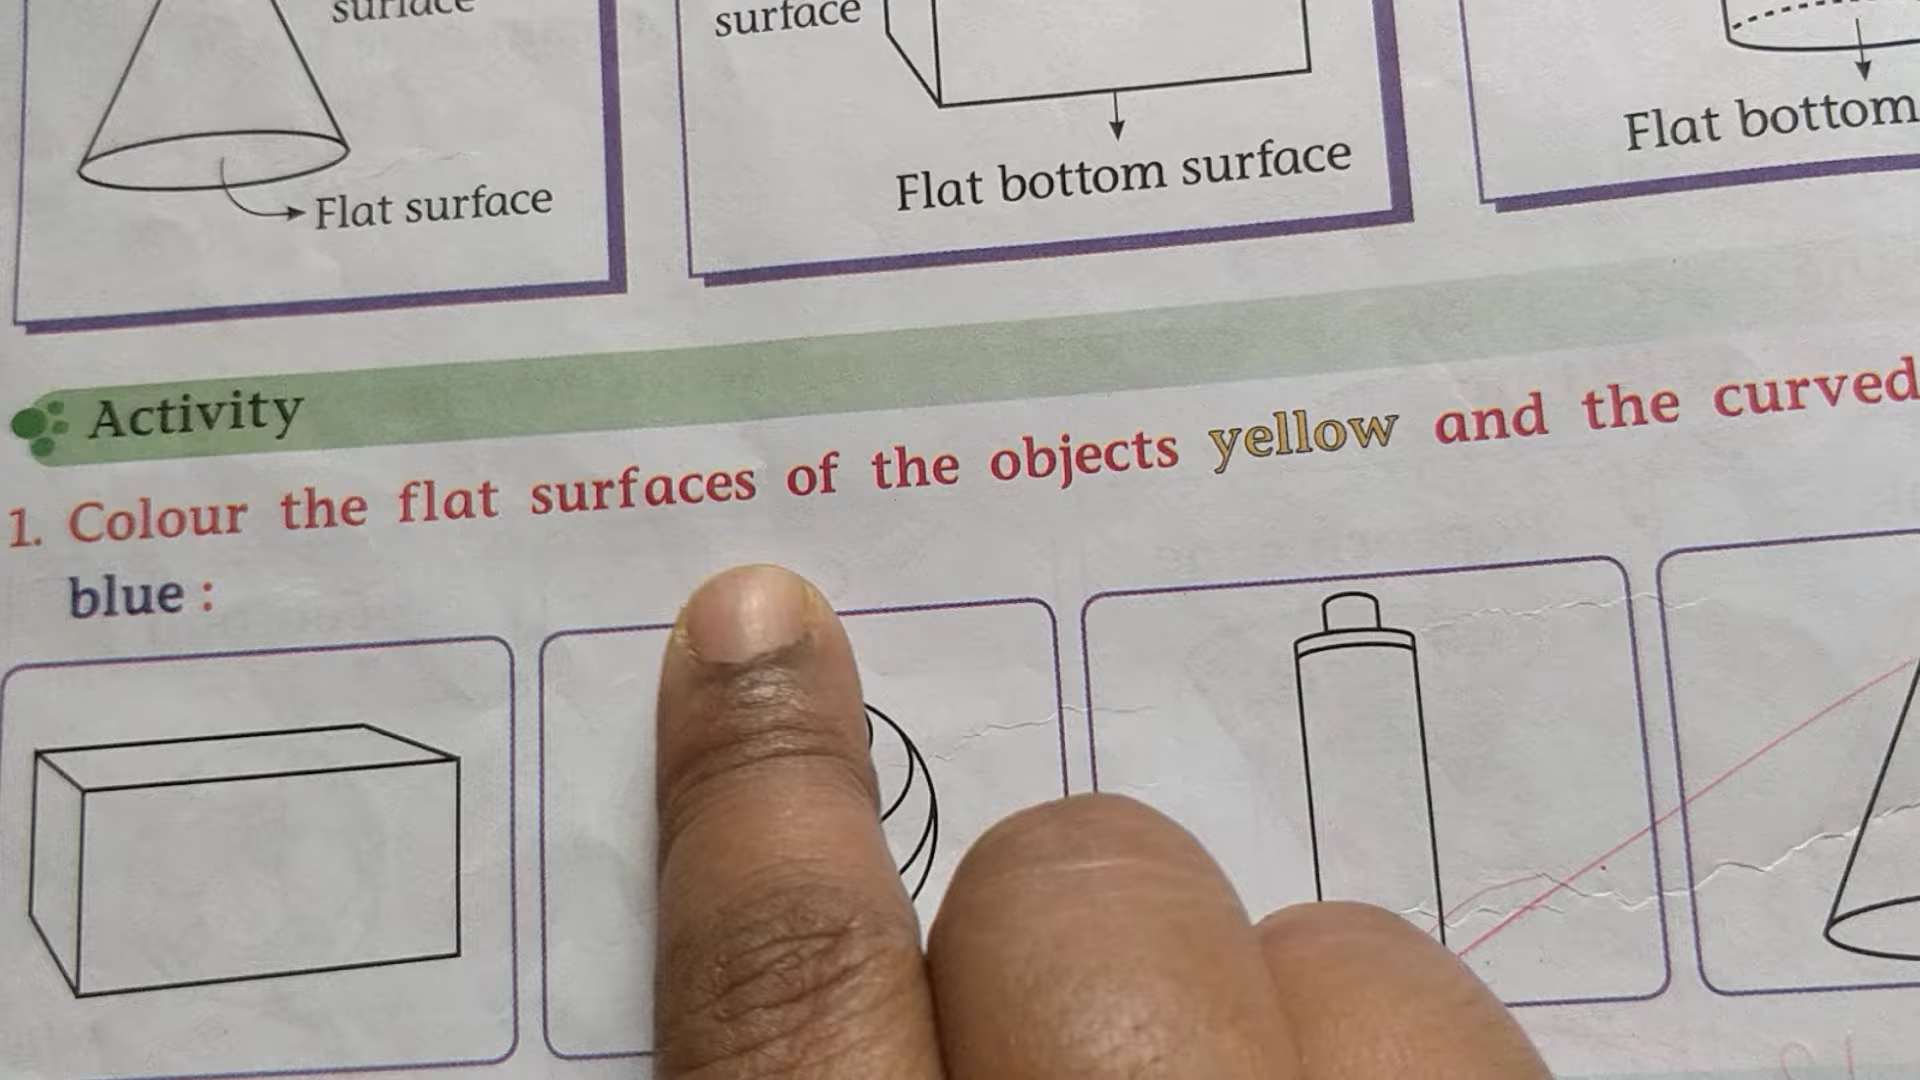 surface
surface
Flat surface
Flat bottom surface
Flat bottom
Activity
1. Colour the flat surfaces of the objects yellow and the curved
blue :